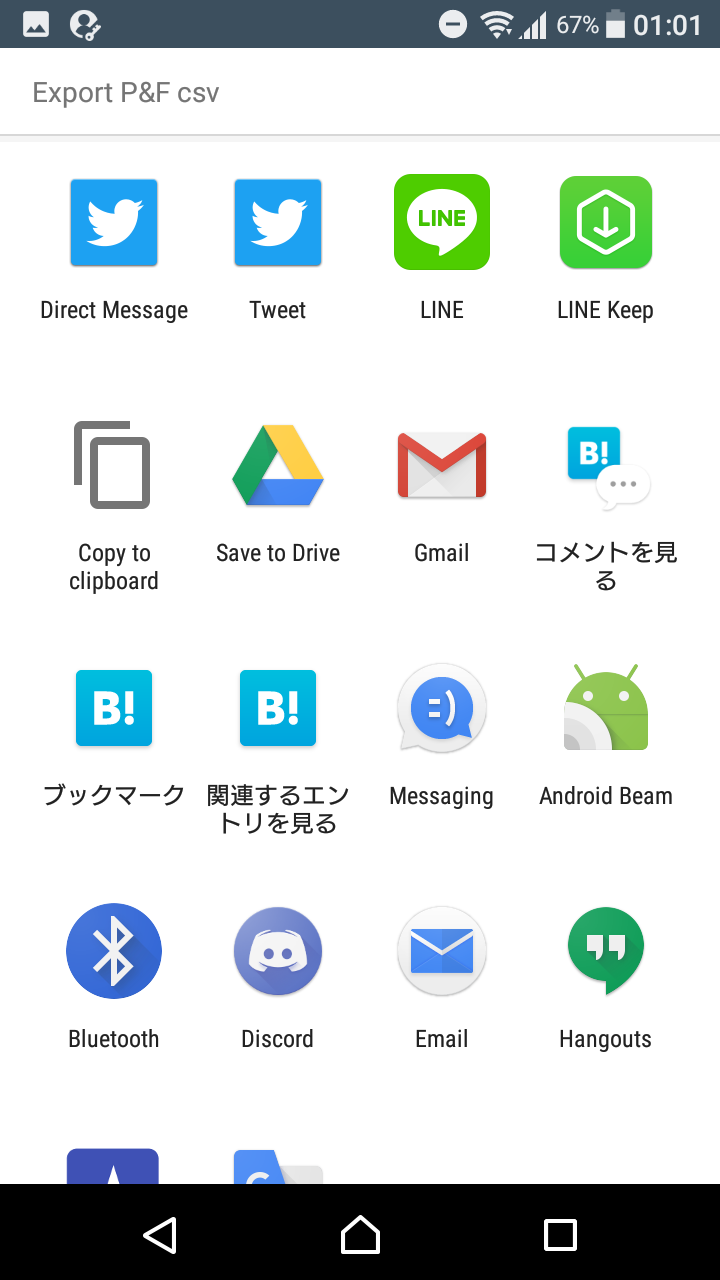 67% 01:01
Export P&F csv
LINE
Direct Message
Tweet
LINE
LINE Keep
B!
Copy to
clipboard
Save to Drive
Gmail
コメントを見
る
B!
B!
ブックマーク
関連するエン
トリを見る
Messaging
Android Beam
Bluetooth
Discord
Email
Hangouts
G